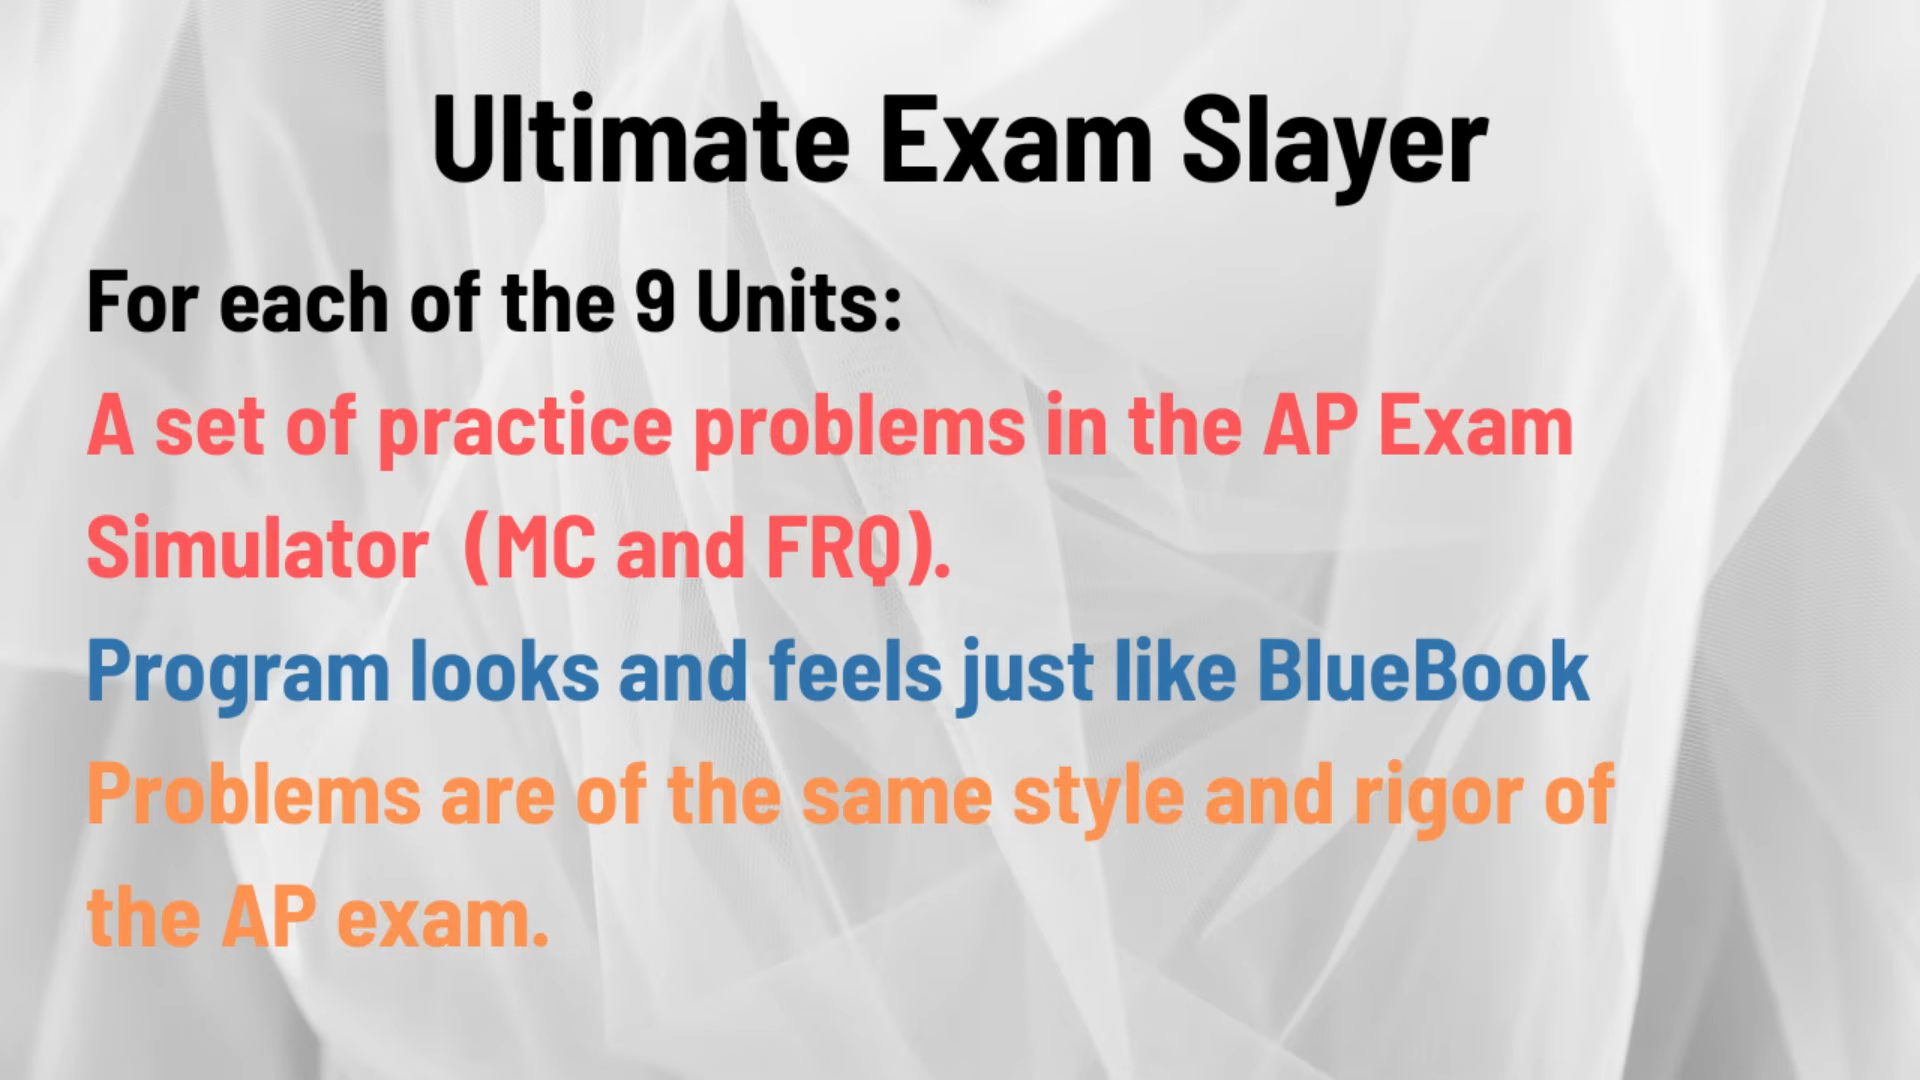 Ultimate Exam Slayer
For each of the 9 Units:
A set of practice problems in the AP Exam
Simulator (MC and FRQ).
Program looks and feels just like BlueBook
Problems are of the same style and rigor of
the AP exam.